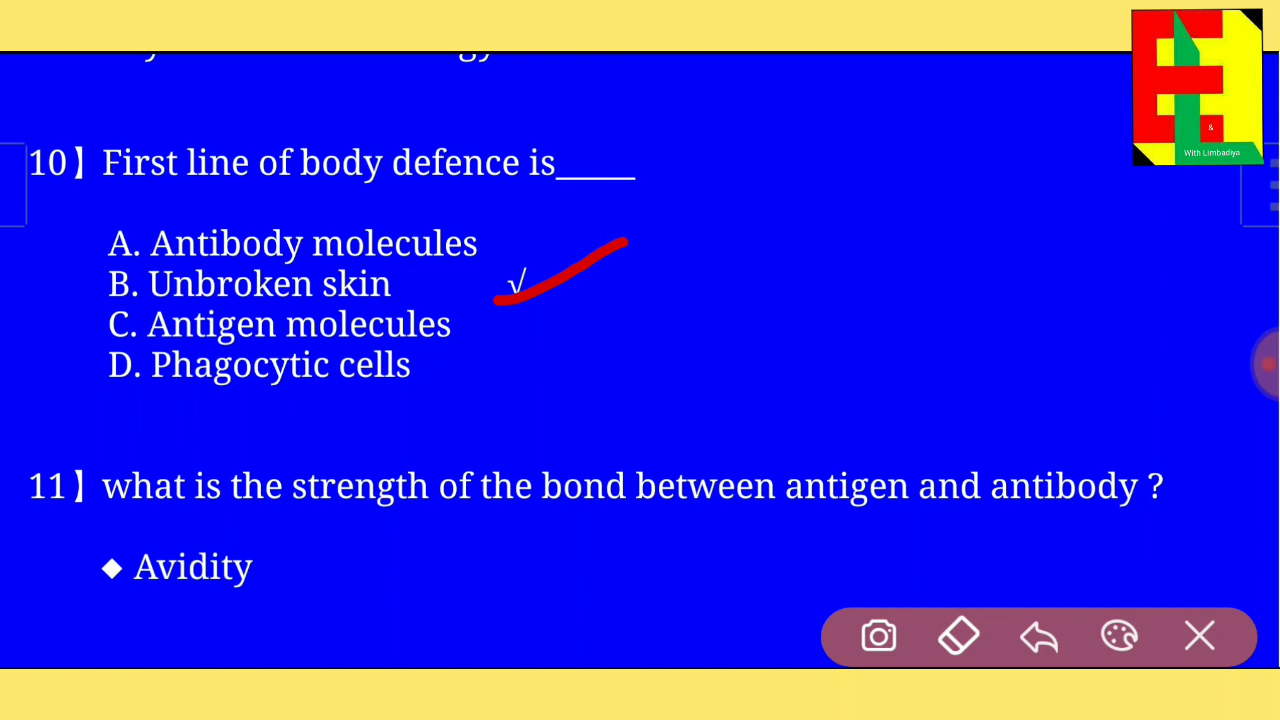 10】First line of body defence is_____
A. Antibody molecules
B. Unbroken skin √
C. Antigen molecules
D. Phagocytic cells
11】what is the strength of the bond between antigen and antibody ?
◆ Avidity
E
&
With Limbadiya